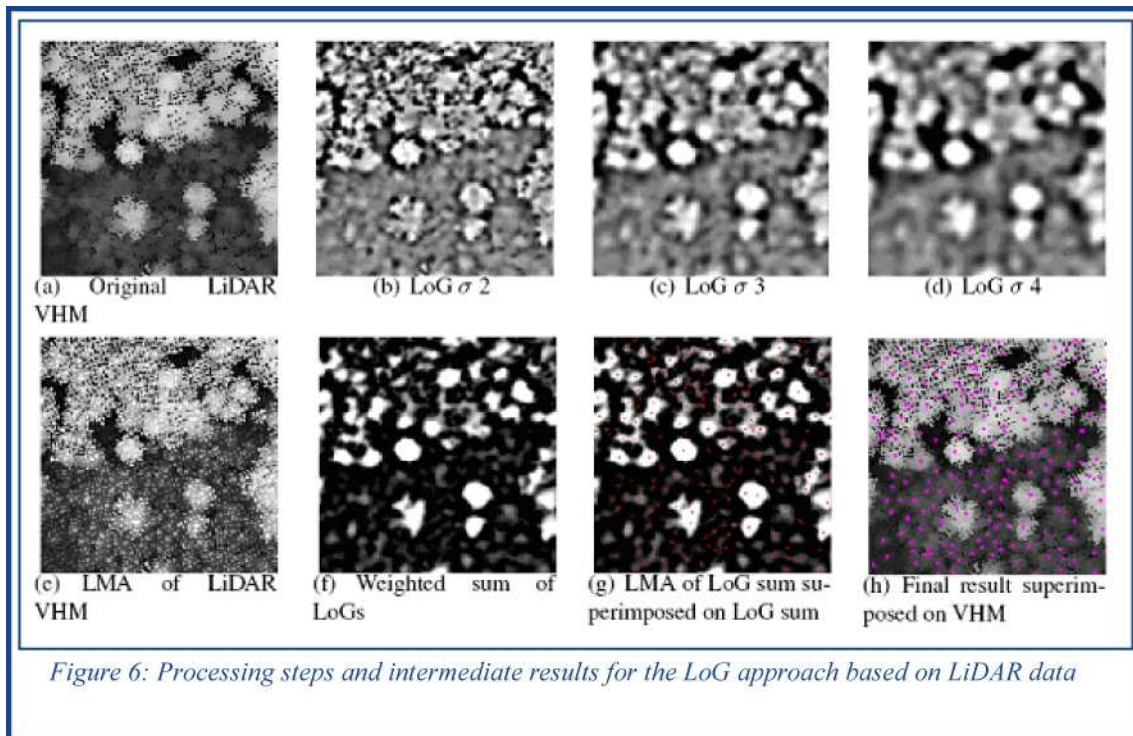 (a) Original LiDAR
VHM
(b) LoG σ 2
(c) LoG σ 3
(d) LoG σ 4
(e) LMA of LiDAR
VHM
(f) Weighted sum of
LoGs
(g) LMA of LoG sum su-
perimposed on LoG sum
(h) Final result superim-
posed on VHM
Figure 6: Processing steps and intermediate results for the LoG approach based on LiDAR data